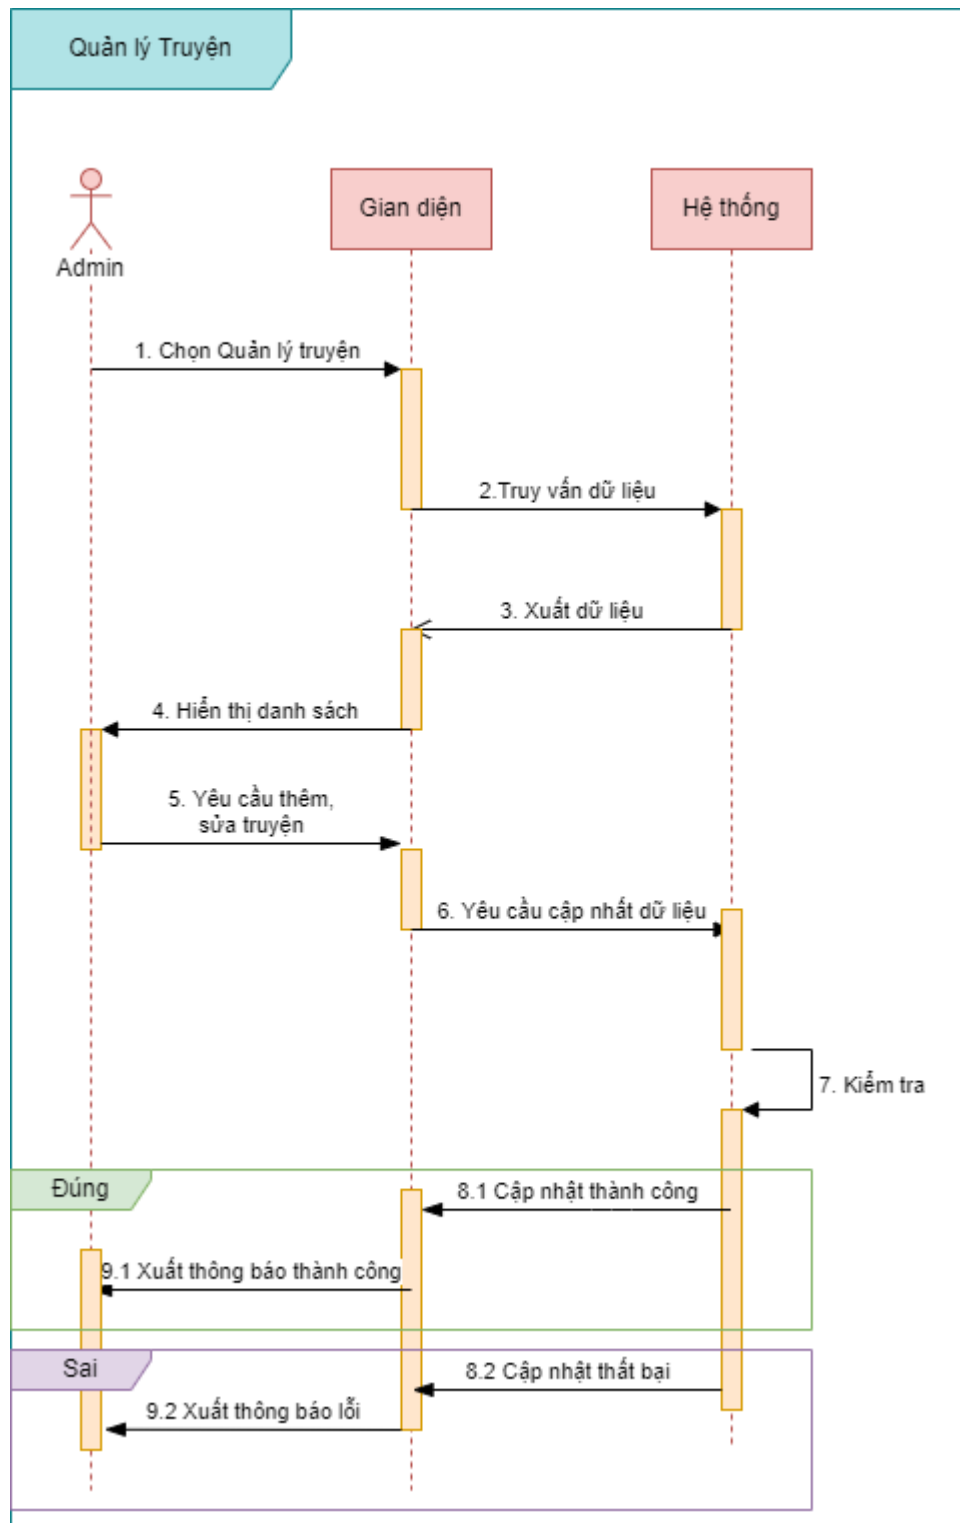 Quản lý Truyện
Gian diện
Hệ thống
Admin
1. Chọn Quản lý truyện
2.Truy vấn dữ liệu
3. Xuất dữ liệu
4. Hiển thị danh sách
5. Yêu cầu thêm,
sửa truyện
6. Yêu cầu cập nhất dữ liệu
7. Kiểm tra
Đúng
8.1 Cập nhật thành công
9.1 Xuất thông báo thành công
Sai
8.2 Cập nhật thất bại
9.2 Xuất thông báo lỗi